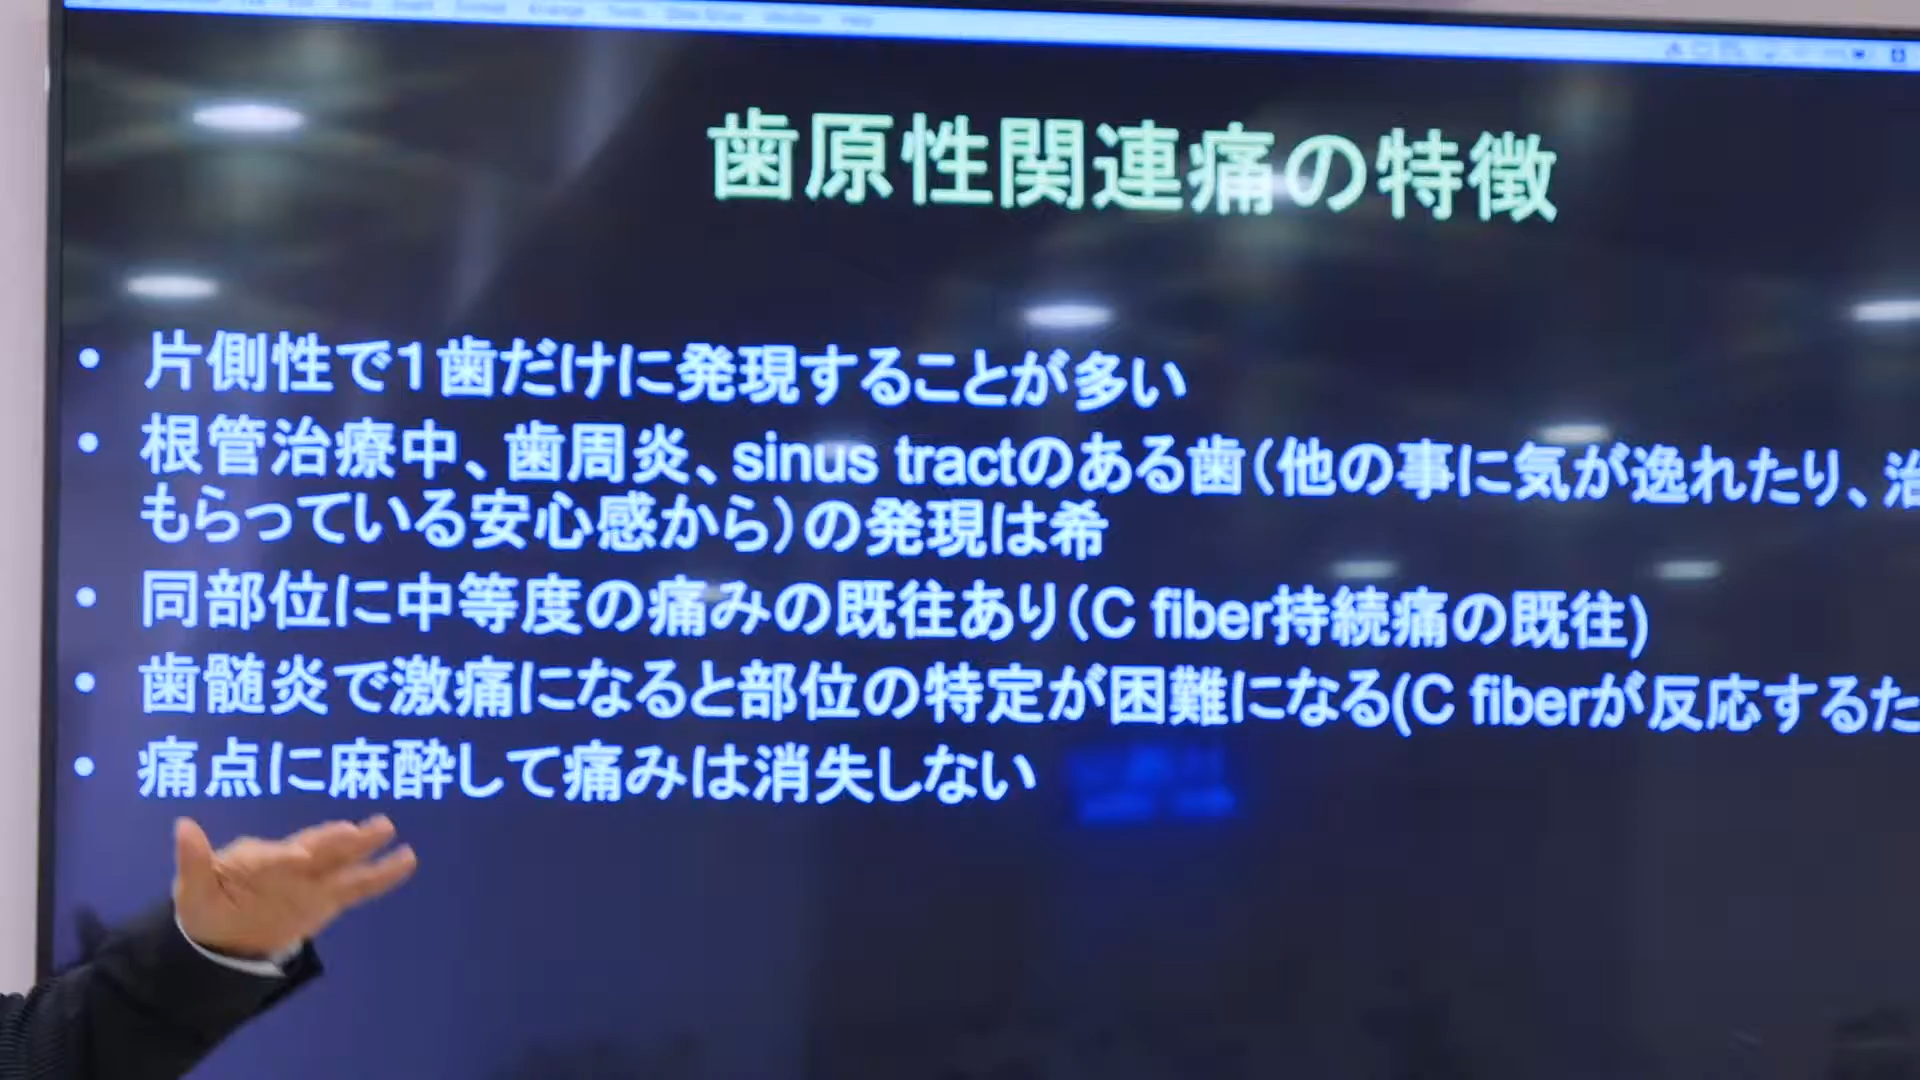 歯原性関連痛の特徴
• 片側性で1歯だけに発現することが多い
• 根管治療中、歯周炎、sinus tractのある歯(他の事に気が逸れたり、治
もらっている安心感から)の発現は希
• 同部位に中等度の痛みの既往あり(C fiber持続痛の既往)
• 歯髄炎で激痛になると部位の特定が困難になる(C fiberが反応するた
• 痛点に麻酔して痛みは消失しない